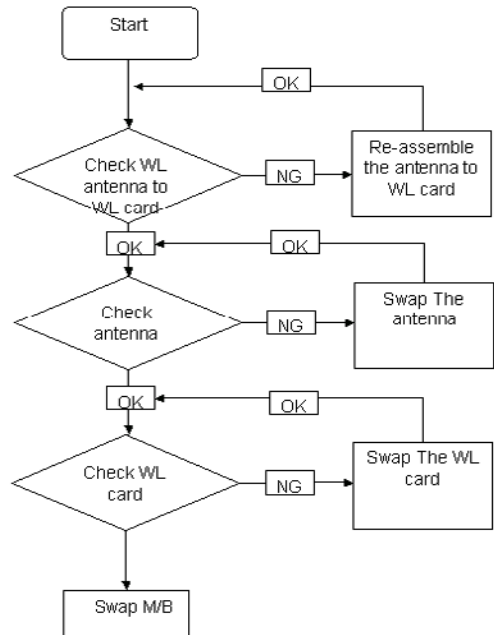 Start
OK
Check WL
antenna to
WL card
NG
Re-assemble
the antenna to
WL card
OK
OK
Check
antenna
NG
Swap The
antenna
OK
OK
Check WL
card
NG
Swap The WL
card
Swap M/B